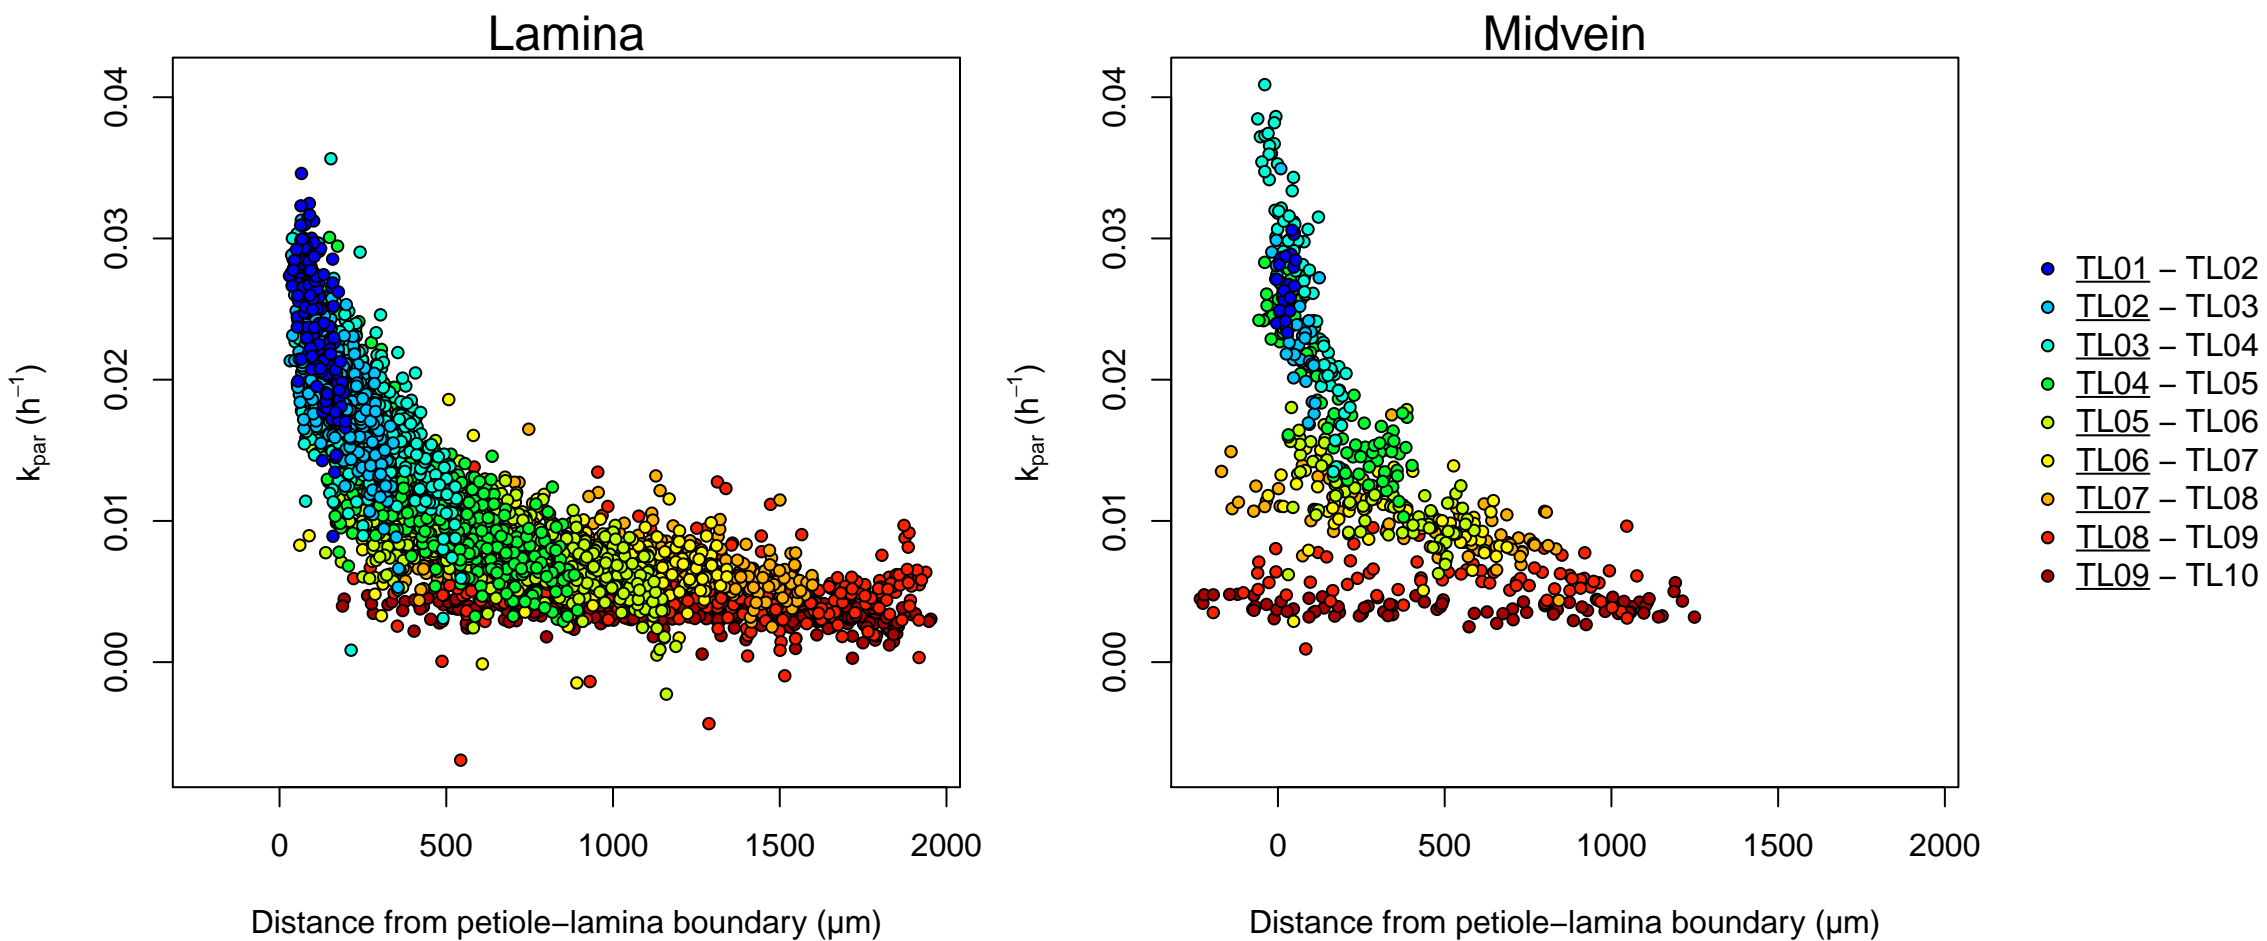 Lamina
0.04
0.03
0.02
0.01
0.00
kpar (h⁻¹)
0 500 1000 1500 2000
Distance from petiole−lamina boundary (µm)
Midvein
0.04
0.03
0.02
0.01
0.00
kpar (h⁻¹)
0 500 1000 1500 2000
Distance from petiole−lamina boundary (µm)
TL01 − TL02
TL02 − TL03
TL03 − TL04
TL04 − TL05
TL05 − TL06
TL06 − TL07
TL07 − TL08
TL08 − TL09
TL09 − TL10